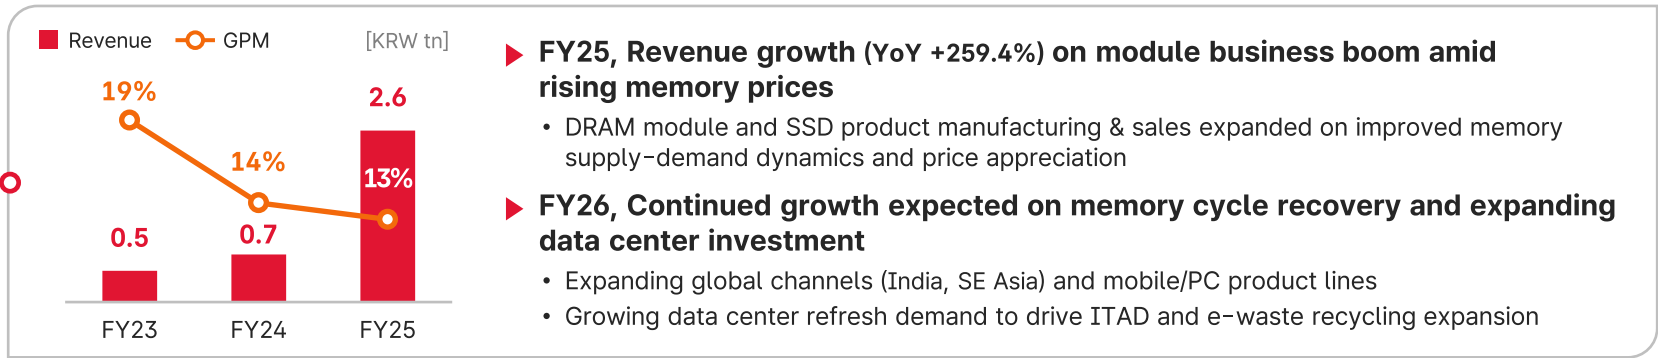 Revenue GPM [KRW tn]
19%
14%
13%
0.5
0.7
2.6
FY23 FY24 FY25
FY25, Revenue growth (YoY +259.4%) on module business boom amid
rising memory prices
• DRAM module and SSD product manufacturing & sales expanded on improved memory
supply-demand dynamics and price appreciation
FY26, Continued growth expected on memory cycle recovery and expanding
data center investment
• Expanding global channels (India, SE Asia) and mobile/PC product lines
• Growing data center refresh demand to drive ITAD and e-waste recycling expansion